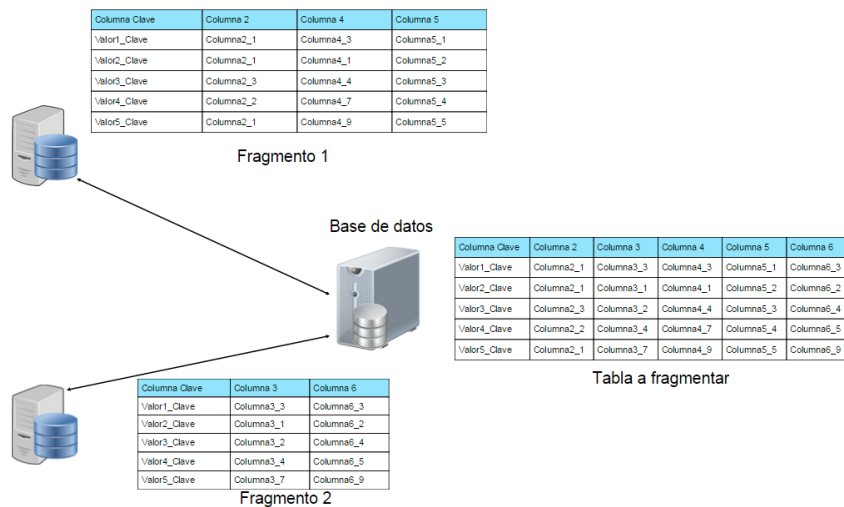 Columna Clave Columna 2 Columna 4 Columna 5
Valor1_Clave Columna2_1 Columna4_3 Columna5_1
Valor2_Clave Columna2_1 Columna4_1 Columna5_2
Valor3_Clave Columna2_3 Columna4_4 Columna5_3
Valor4_Clave Columna2_2 Columna4_7 Columna5_4
Valor5_Clave Columna2_1 Columna4_9 Columna5_5
Fragmento 1
Base de datos
Columna Clave Columna 2 Columna 3 Columna 4 Columna 5 Columna 6
Valor1_Clave Columna2_1 Columna3_3 Columna4_3 Columna5_1 Columna6_3
Valor2_Clave Columna2_1 Columna3_1 Columna4_1 Columna5_2 Columna6_2
Valor3_Clave Columna2_3 Columna3_2 Columna4_4 Columna5_3 Columna6_4
Valor4_Clave Columna2_2 Columna3_4 Columna4_7 Columna5_4 Columna6_5
Valor5_Clave Columna2_1 Columna3_7 Columna4_9 Columna5_5 Columna6_9
Tabla a fragmentar
Columna Clave Columna 3 Columna 6
Valor1_Clave Columna3_3 Columna6_3
Valor2_Clave Columna3_1 Columna6_2
Valor3_Clave Columna3_2 Columna6_4
Valor4_Clave Columna3_4 Columna6_5
Valor5_Clave Columna3_7 Columna6_9
Fragmento 2